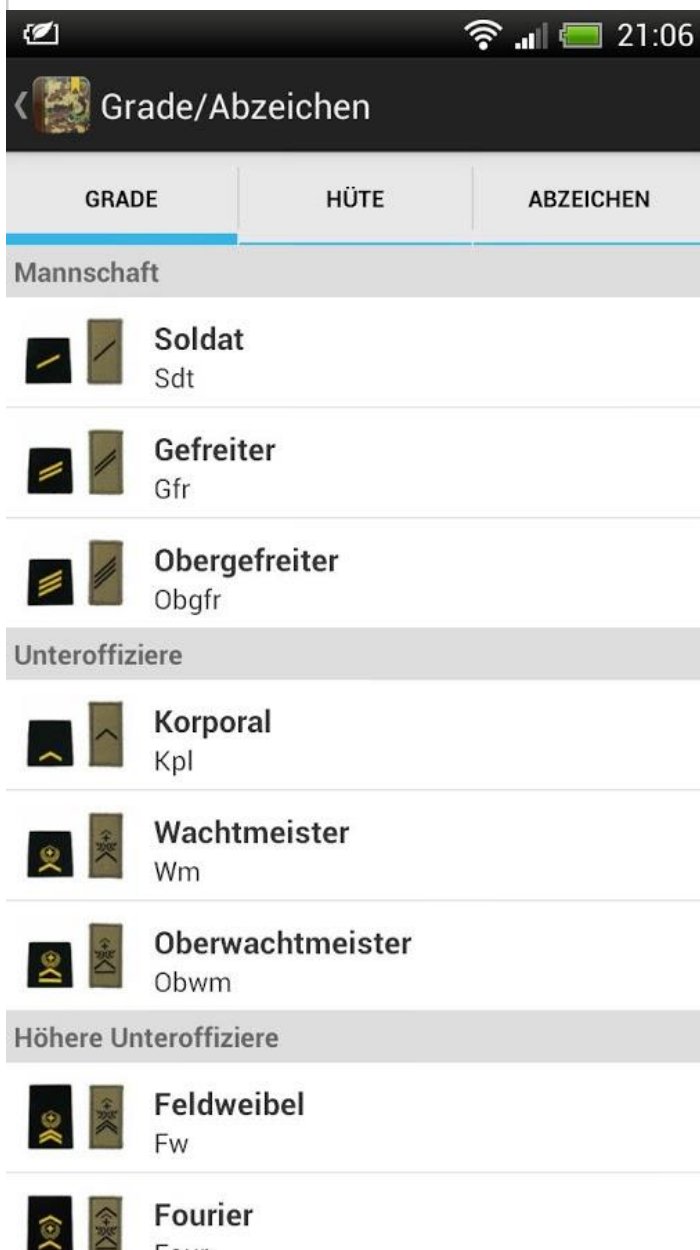 21:06
Grade/Abzeichen
GRADE HÜTE ABZEICHEN
Mannschaft
Soldat
Sdt
Gefreiter
Gfr
Obergefreiter
Obgfr
Unteroffiziere
Korporal
Kpl
Wachtmeister
Wm
Oberwachtmeister
Obwm
Höhere Unteroffiziere
Feldweibel
Fw
Fourier